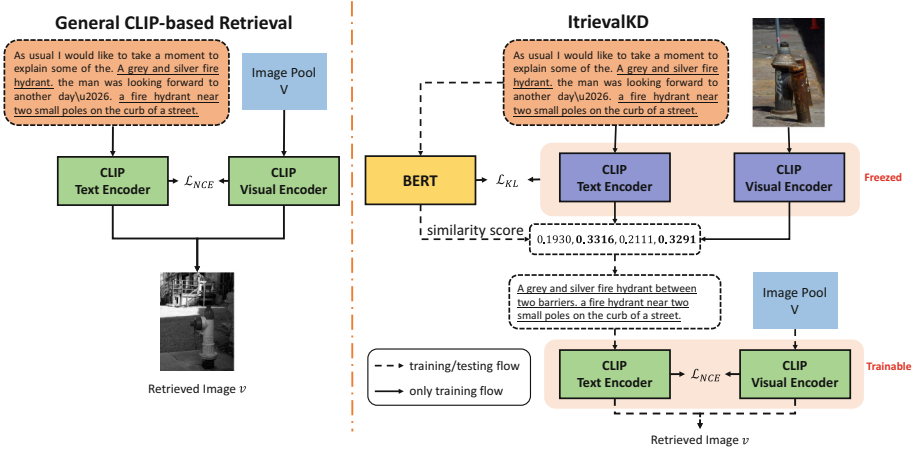 General CLIP-based Retrieval
As usual I would like to take a moment to
explain some of the. A grey and silver fire
hydrant. the man was looking forward to
another day\u2026. a fire hydrant near
two small poles on the curb of a street.
Image Pool
V
CLIP
Text Encoder
ℒNCE
CLIP
Visual Encoder
Retrieved Image v
ItrievalKD
As usual I would like to take a moment to
explain some of the. A grey and silver fire
hydrant. the man was looking forward to
another day\u2026. a fire hydrant near
two small poles on the curb of a street.
BERT
ℒKL
CLIP
Text Encoder
CLIP
Visual Encoder
Freezed
similarity score
0.1930, 0.3316, 0.2111, 0.3291
A grey and silver fire hydrant between
two barriers. a fire hydrant near two
small poles on the curb of a street.
Image Pool
V
training/testing flow
only training flow
CLIP
Text Encoder
ℒNCE
CLIP
Visual Encoder
Trainable
Retrieved Image v